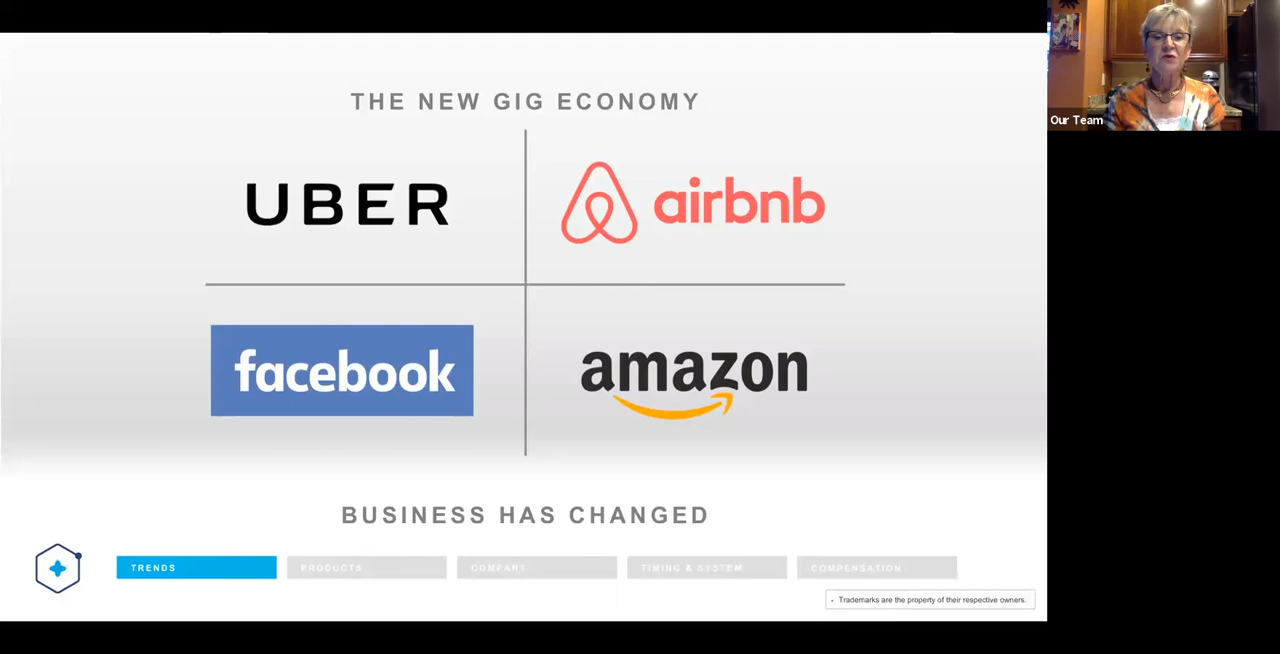 THE NEW GIG ECONOMY
UBER
airbnb
facebook
amazon
BUSINESS HAS CHANGED
TRENDS
PRODUCTS
COMPANY
TIMING & SYSTEM
COMPENSATION
• Trademarks are the property of their respective owners.
Our Team